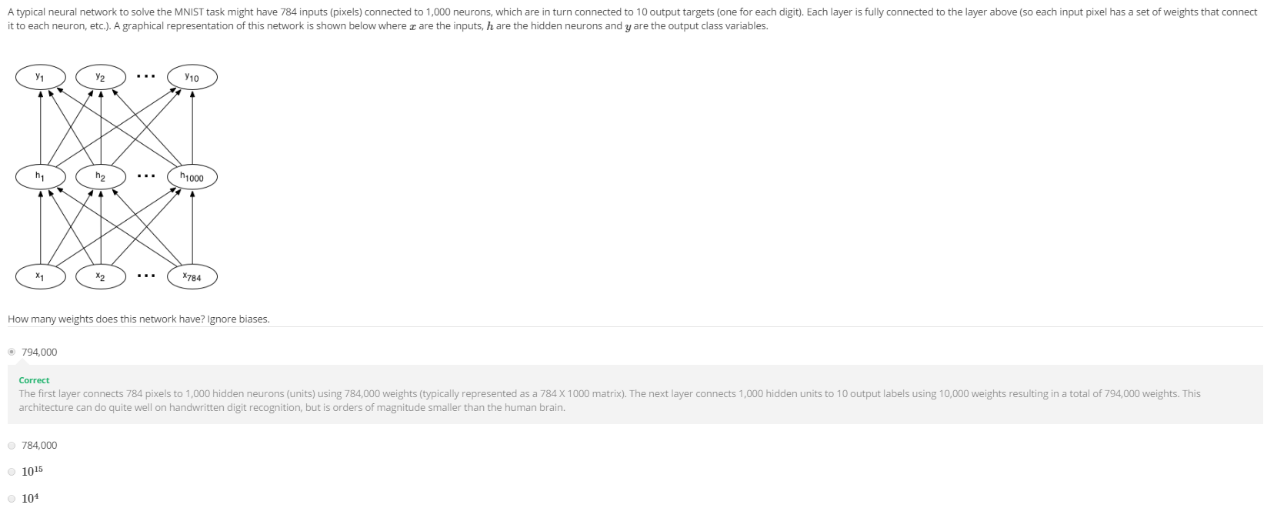 A typical neural network to solve the MNIST task might have 784 inputs (pixels) connected to 1,000 neurons, which are in turn connected to 10 output targets (one for each digit). Each layer is fully connected to the layer above (so each input pixel has a set of weights that connect
it to each neuron, etc.). A graphical representation of this network is shown below where x are the inputs, h are the hidden neurons and y are the output class variables.
y₁ y₂ ... y₁₀
h₁ h₂ ... h₁₀₀₀
x₁ x₂ ... x₇₈₄
How many weights does this network have? Ignore biases.
794,000
Correct
The first layer connects 784 pixels to 1,000 hidden neurons (units) using 784,000 weights (typically represented as a 784 X 1000 matrix). The next layer connects 1,000 hidden units to 10 output labels using 10,000 weights resulting in a total of 794,000 weights. This
architecture can do quite well on handwritten digit recognition, but is orders of magnitude smaller than the human brain.
784,000
10¹⁵
10⁴